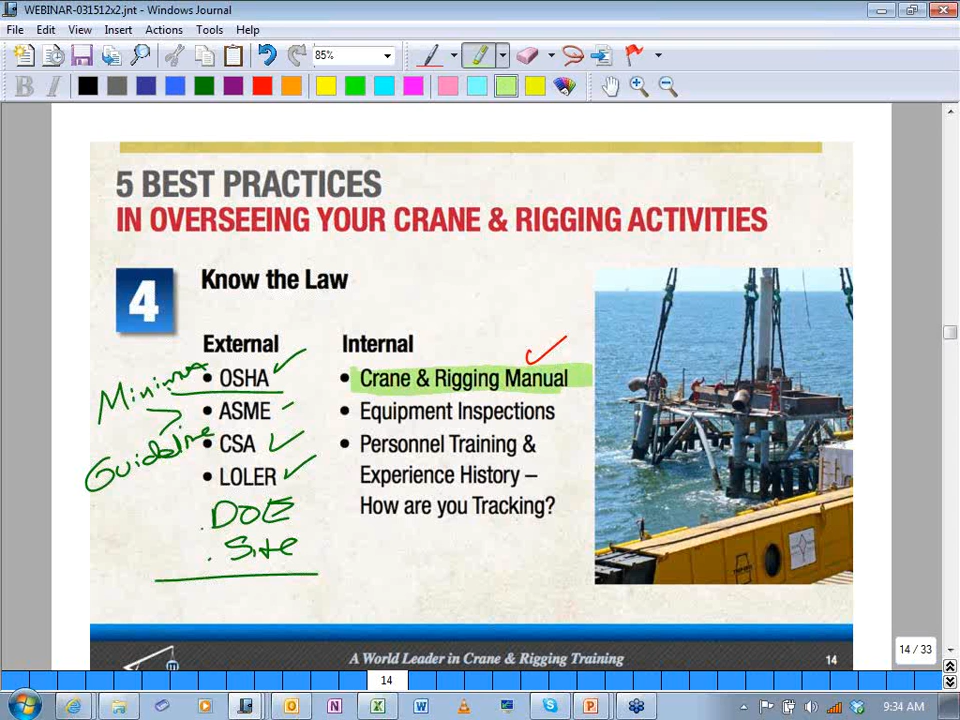 WEBINAR-031512x2.jnt - Windows Journal
File Edit View Insert Actions Tools Help
85%
B I
5 BEST PRACTICES
IN OVERSEEING YOUR CRANE & RIGGING ACTIVITIES
4
Know the Law
External
• OSHA
• ASME
• CSA
• LOLER
DOE
Site
Minimum
Guideline
Internal
• Crane & Rigging Manual
• Equipment Inspections
• Personnel Training &
Experience History –
How are you Tracking?
A World Leader in Crane & Rigging Training
14
14 / 33
14
9:34 AM